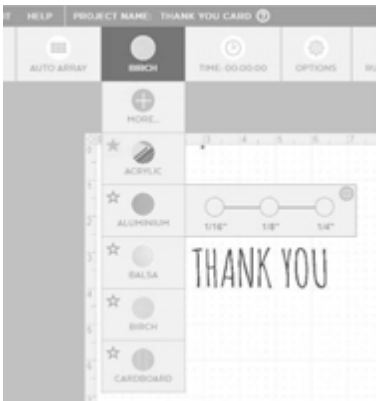 HELP PROJECT NAME: THANK YOU CARD ?
AUTO ARRAY BIRCH TIME: 00:00:00 OPTIONS
MORE...
ACRYLIC
ALUMINIUM
1/16" 1/8" 1/4"
BALSA
THANK YOU
BIRCH
CARDBOARD